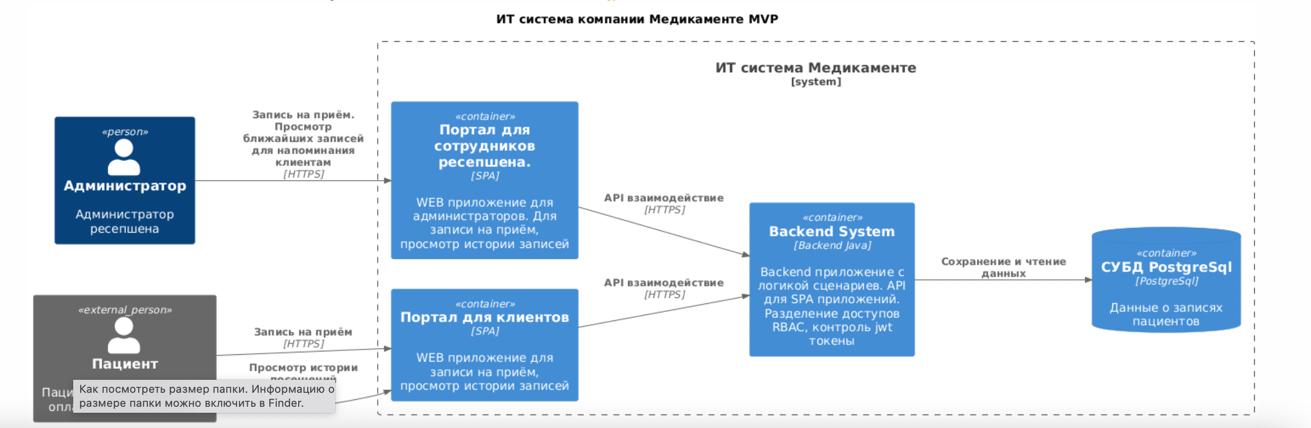 ИТ система компании Медикаменте MVP
ИТ система Медикаменте
[system]
«person»
Администратор
Администратор
ресепшена
Запись на приём.
Просмотр
ближайших записей
для напоминания
клиентам
[HTTPS]
«container»
Портал для
сотрудников
ресепшена.
[SPA]
WEB приложение для
администраторов. Для
записи на приём,
просмотр истории записей
API взаимодействие
[HTTPS]
«container»
Backend System
[Backend Java]
Backend приложение с
логикой сценариев. API
для SPA приложений.
Разделение доступов
RBAC, контроль jwt
токены
Сохранение и чтение
данных
«container»
СУБД PostgreSql
[PostgreSql]
Данные о записях
пациентов
«external_person»
Пациент
Запись на приём
[HTTPS]
Просмотр истории
«container»
Портал для клиентов
[SPA]
WEB приложение для
записи на приём,
просмотр истории записей
API взаимодействие
[HTTPS]
Как посмотреть размер папки. Информацию о
размере папки можно включить в Finder.